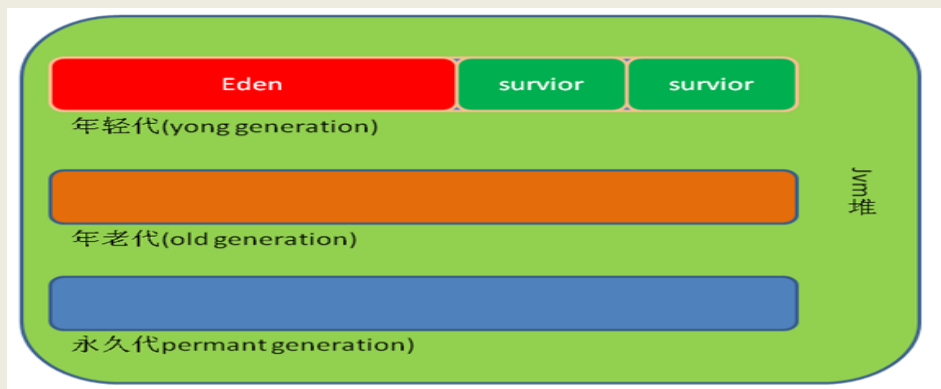 Eden survior survior
年轻代(yong generation)
Jvm堆
年老代(old generation)
永久代permant generation)